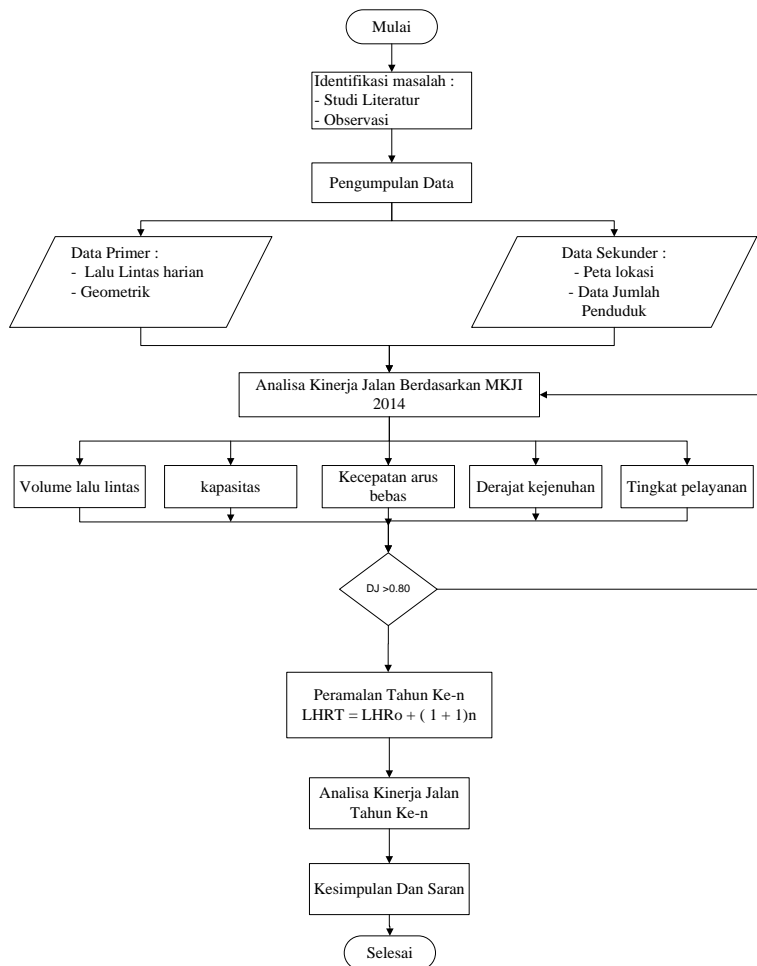 Mulai
Identifikasi masalah :
- Studi Literatur
- Observasi
Pengumpulan Data
Data Primer :
- Lalu Lintas harian
- Geometrik
Data Sekunder :
- Peta lokasi
- Data Jumlah
Penduduk
Analisa Kinerja Jalan Berdasarkan MKJI
2014
Volume lalu lintas
kapasitas
Kecepatan arus
bebas
Derajat kejenuhan
Tingkat pelayanan
DJ >0.80
Peramalan Tahun Ke-n
LHRT = LHRo + ( 1 + 1)n
Analisa Kinerja Jalan
Tahun Ke-n
Kesimpulan Dan Saran
Selesai